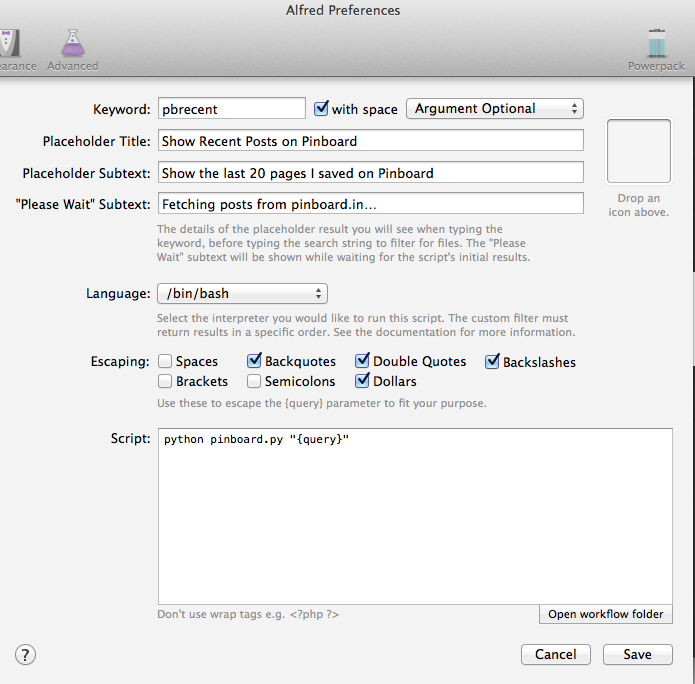 Alfred Preferences
arance Advanced Powerpack
Keyword: pbrecent with space Argument Optional
Placeholder Title: Show Recent Posts on Pinboard
Placeholder Subtext: Show the last 20 pages I saved on Pinboard
"Please Wait" Subtext: Fetching posts from pinboard.in...
Drop an
icon above.
The details of the placeholder result you will see when typing the
keyword, before typing the search string to filter for files. The "Please
Wait" subtext will be shown while waiting for the script's initial results.
Language: /bin/bash
Select the interpreter you would like to run this script. The custom filter must
return results in a specific order. See the documentation for more information.
Escaping: Spaces Backquotes Double Quotes Backslashes
Brackets Semicolons Dollars
Use these to escape the {query} parameter to fit your purpose.
Script: python pinboard.py "{query}"
Don't use wrap tags e.g. <?php ?> Open workflow folder
? Cancel Save